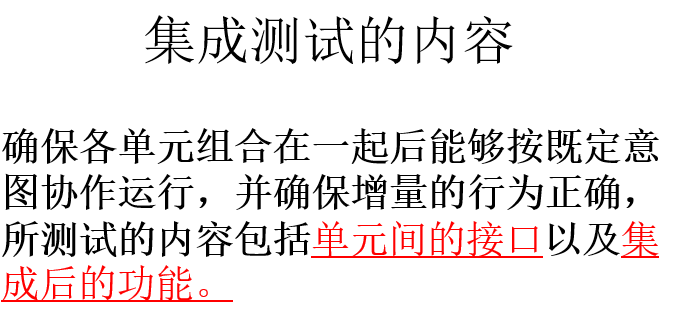 集成测试的内容
确保各单元组合在一起后能够按既定意
图协作运行，并确保增量的行为正确，
所测试的内容包括单元间的接口以及集
成后的功能。